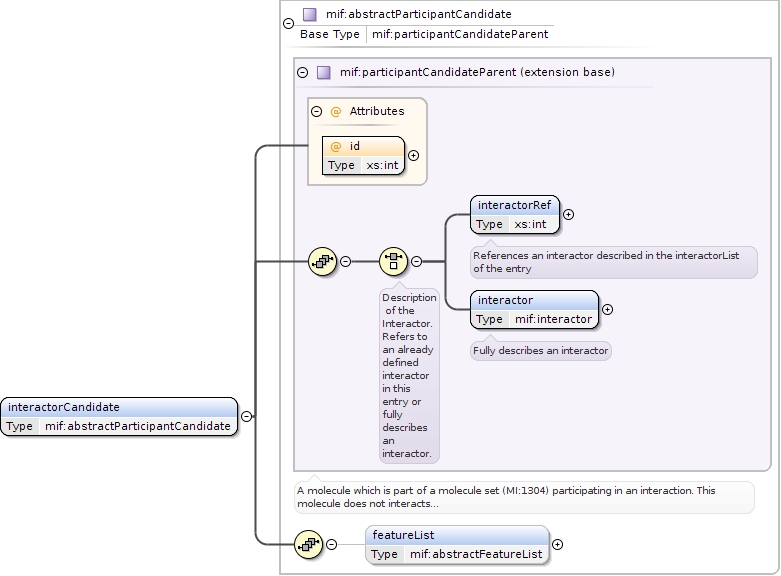 mif:abstractParticipantCandidate
Base Type mif:participantCandidateParent
mif:participantCandidateParent (extension base)
@ Attributes
@ id
Type xs:int
interactorRef
Type xs:int
References an interactor described in the interactorList
of the entry
interactor
Type mif:interactor
Fully describes an interactor
Description
of the
Interactor.
Refers to
an already
defined
interactor
in this
entry or
fully
describes
an
interactor.
interactorCandidate
Type mif:abstractParticipantCandidate
A molecule which is part of a molecule set (MI:1304) participating in an interaction. This
molecule does not interacts...
featureList
Type mif:abstractFeatureList